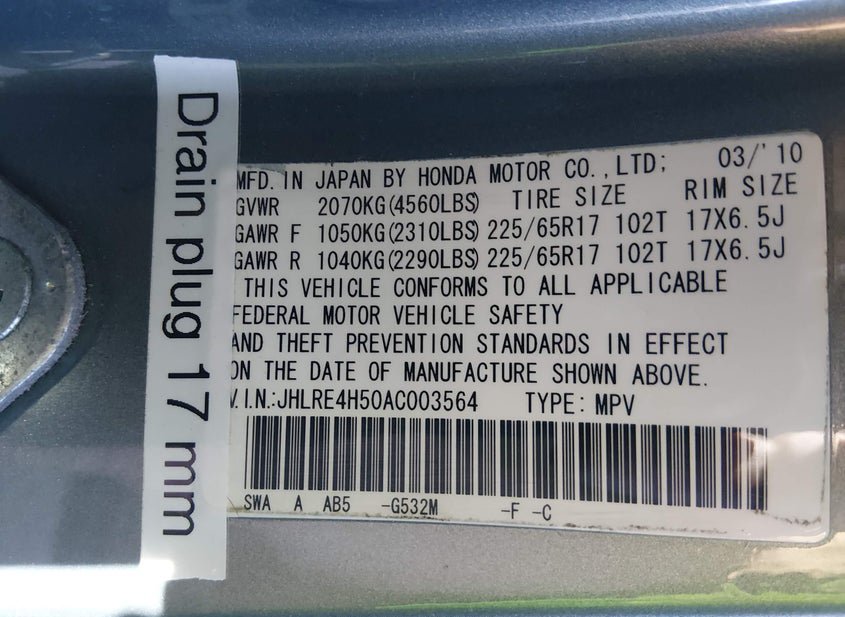 Drain plug 17 mm
MFD. IN JAPAN BY HONDA MOTOR CO.,LTD; 03/'10
GVWR 2070KG(4560LBS) TIRE SIZE RIM SIZE
GAWR F 1050KG(2310LBS) 225/65R17 102T 17X6.5J
GAWR R 1040KG(2290LBS) 225/65R17 102T 17X6.5J
THIS VEHICLE CONFORMS TO ALL APPLICABLE
FEDERAL MOTOR VEHICLE SAFETY
AND THEFT PREVENTION STANDARDS IN EFFECT
ON THE DATE OF MANUFACTURE SHOWN ABOVE.
V.I.N.:JHLRE4H50AC003564 TYPE: MPV
SWA A AB5 -G532M -F -C